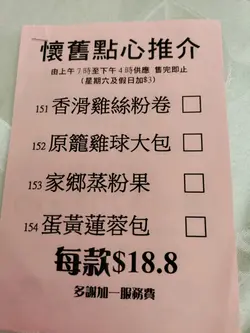 懷舊點心推介
由上午7時至下午4時供應 售完即止
(星期六及假日加$3)
151 香滑雞絲粉卷
152 原籠雞球大包
153 家鄉蒸粉果
154 蛋黃蓮蓉包
每款$18.8
多謝加一服務費